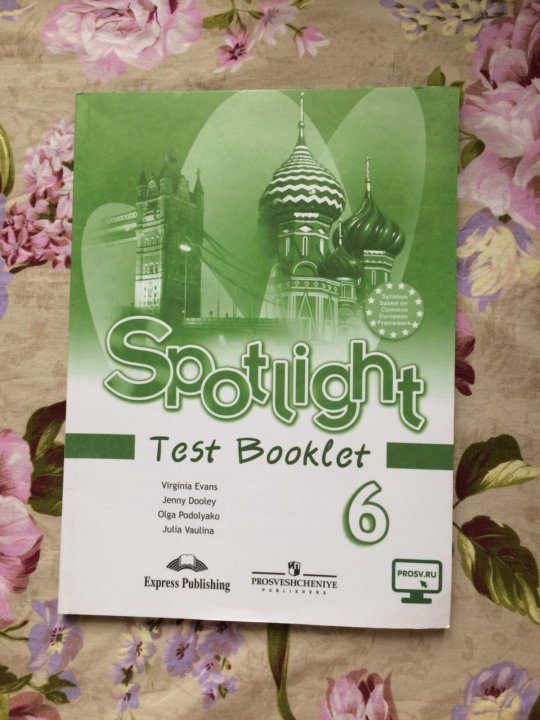 Syllabus
based on
Common
European
Framework
Spotlight
Test Booklet
Virginia Evans
Jenny Dooley
Olga Podolyako
Julia Vaulina
6
Express Publishing
PROSVESHCHENIYE
PUBLISHERS
PROSV.RU